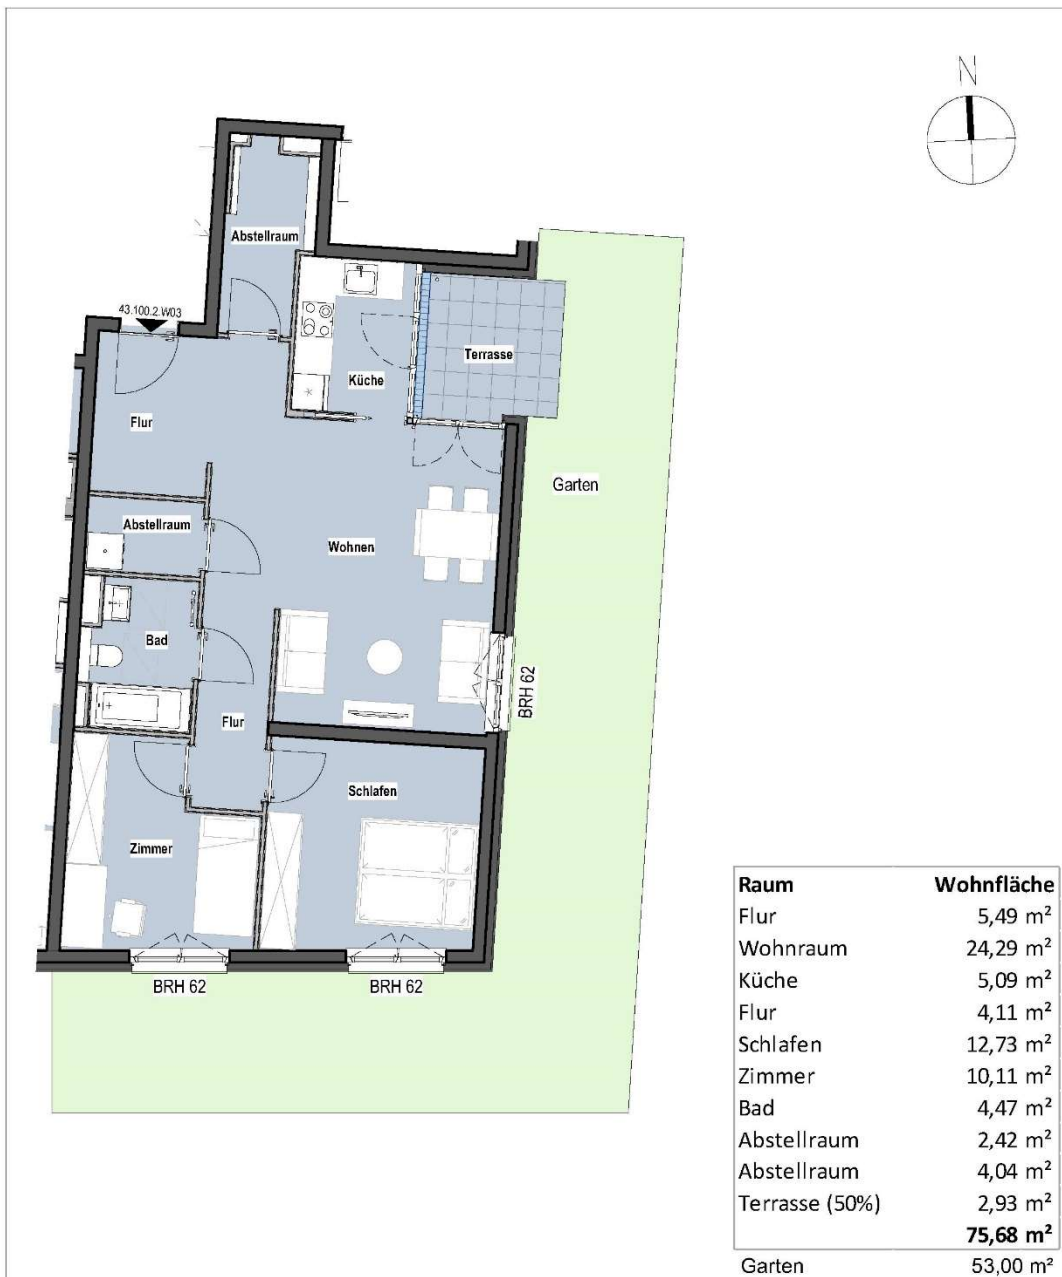 N
Abstellraum
43.100.2.W03
Terrasse
Küche
Flur
Garten
Abstellraum
Wohnen
Bad
BRH 62
Flur
Schlafen
Zimmer
BRH 62 BRH 62
Raum Wohnfläche
Flur 5,49 m²
Wohnraum 24,29 m²
Küche 5,09 m²
Flur 4,11 m²
Schlafen 12,73 m²
Zimmer 10,11 m²
Bad 4,47 m²
Abstellraum 2,42 m²
Abstellraum 4,04 m²
Terrasse (50%) 2,93 m²
75,68 m²
Garten 53,00 m²